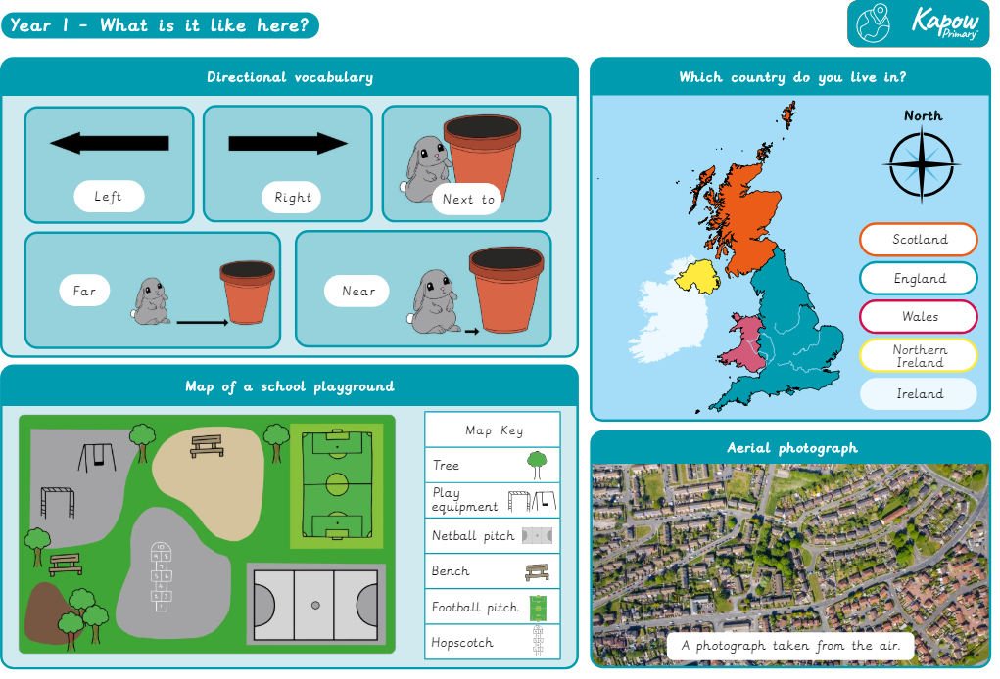 Year 1 - What is it like here?
Kapow
Primary
Directional vocabulary
Left
Right
Next to
Far
Near
Which country do you live in?
North
Scotland
England
Wales
Northern
Ireland
Ireland
Map of a school playground
Map Key
Tree
Play
equipment
Netball pitch
Bench
Football pitch
Hopscotch
Aerial photograph
A photograph taken from the air.